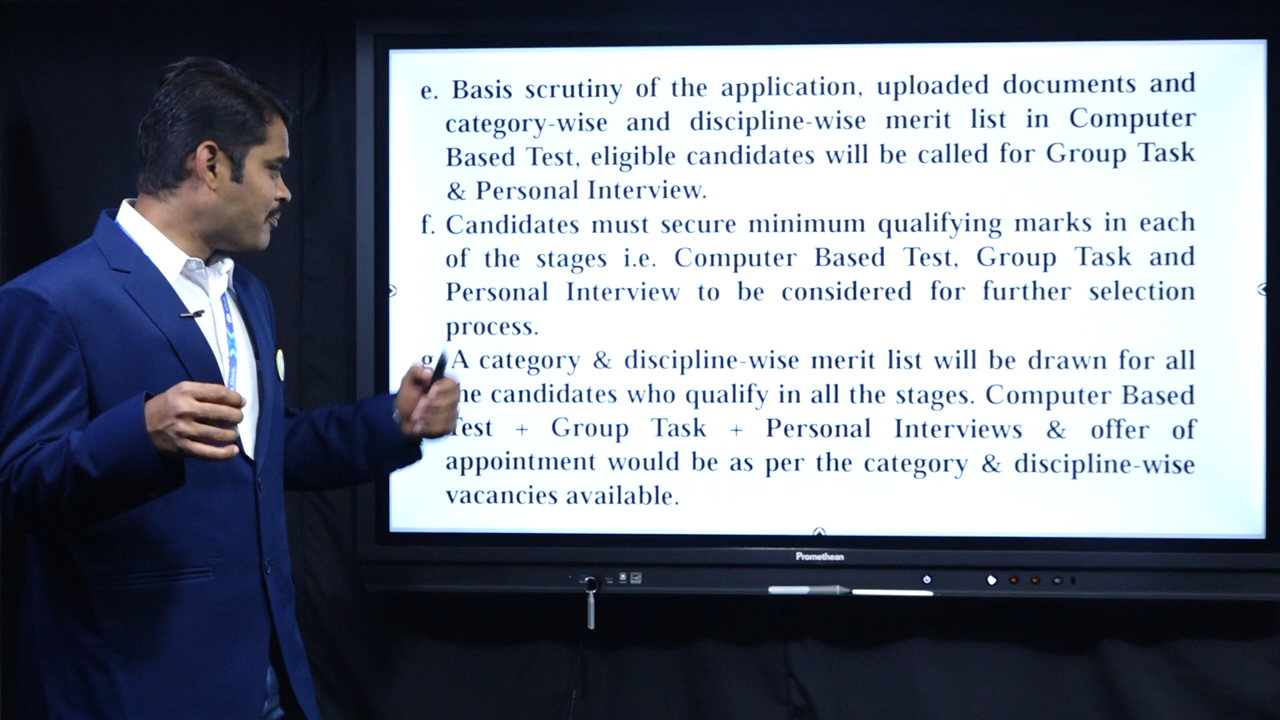 e. Basis scrutiny of the application, uploaded documents and
category-wise and discipline-wise merit list in Computer
Based Test, eligible candidates will be called for Group Task
& Personal Interview.
f. Candidates must secure minimum qualifying marks in each
of the stages i.e. Computer Based Test, Group Task and
Personal Interview to be considered for further selection
process.
g. A category & discipline-wise merit list will be drawn for all
the candidates who qualify in all the stages. Computer Based
Test + Group Task + Personal Interviews & offer of
appointment would be as per the category & discipline-wise
vacancies available.
Promethean